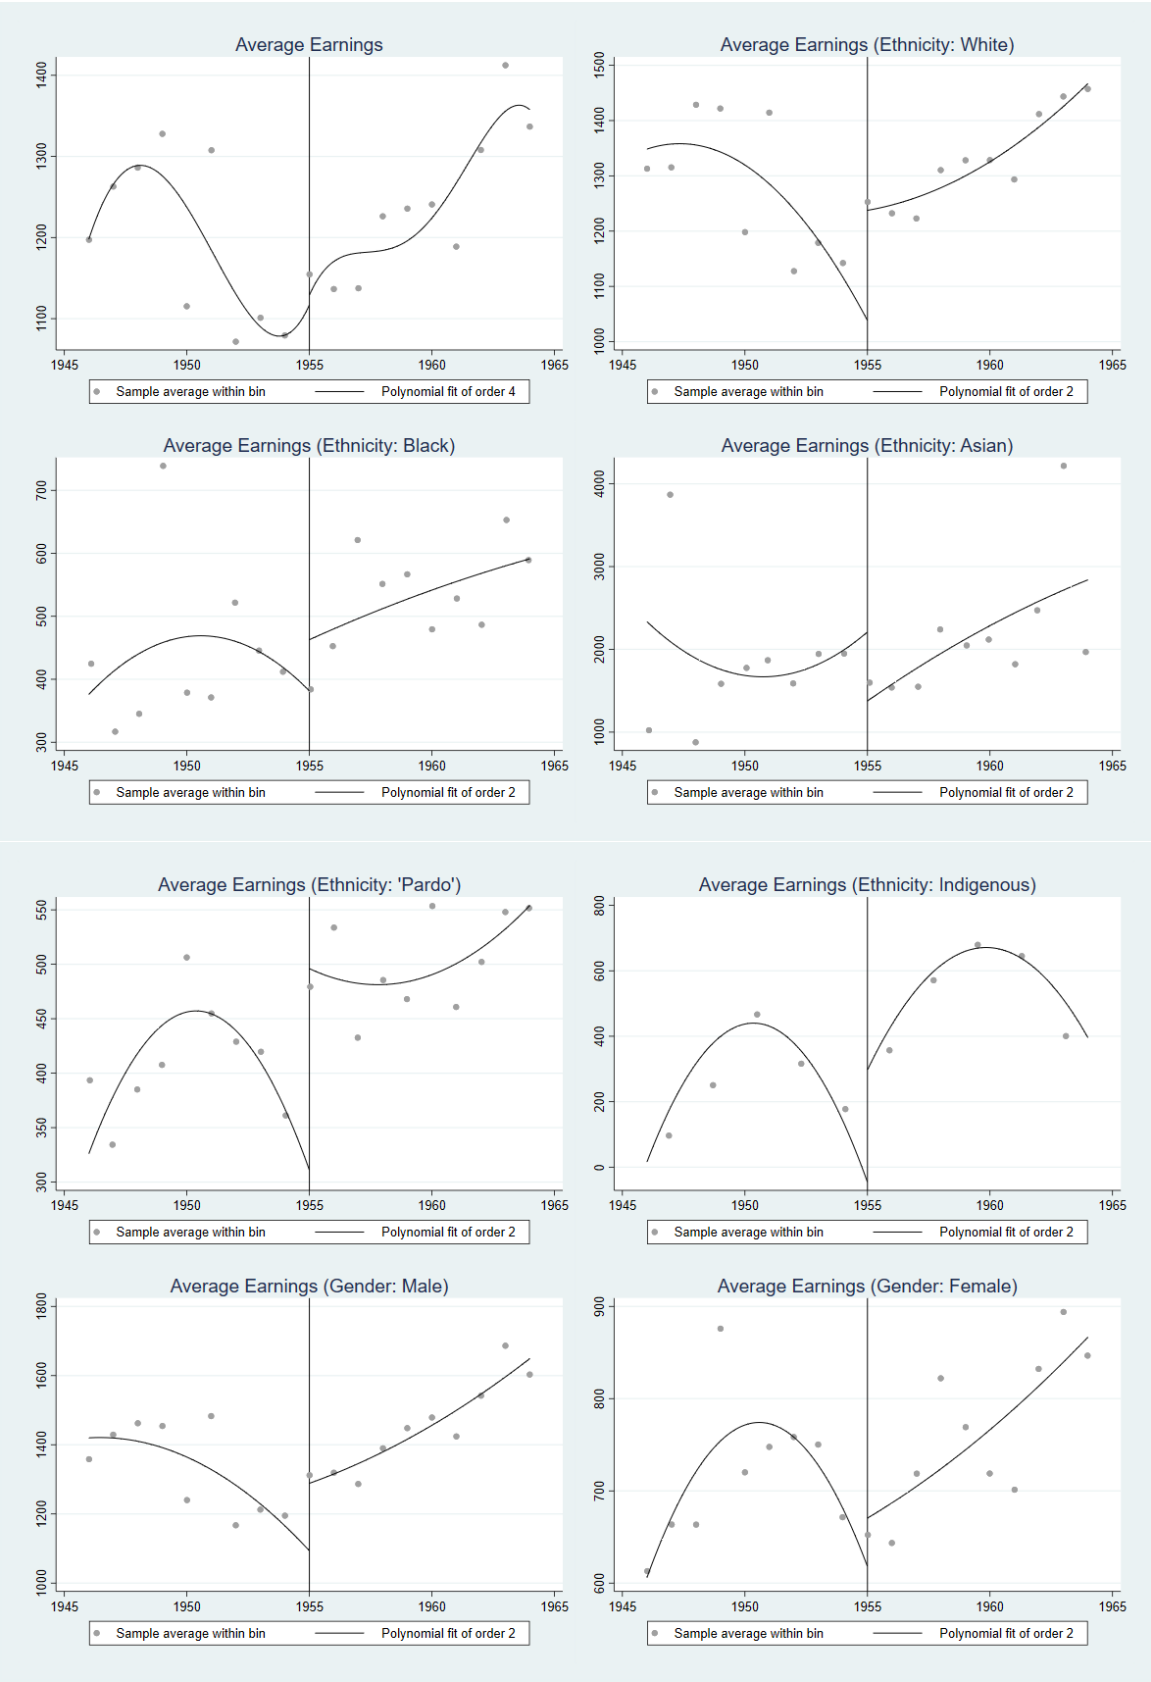 Average Earnings
1400
1300
1200
1100
1945 1950 1955 1960 1965
Sample average within bin Polynomial fit of order 4
Average Earnings (Ethnicity: White)
1500
1400
1300
1200
1100
1000
1945 1950 1955 1960 1965
Sample average within bin Polynomial fit of order 2
Average Earnings (Ethnicity: Black)
700
600
500
400
300
1945 1950 1955 1960 1965
Sample average within bin Polynomial fit of order 2
Average Earnings (Ethnicity: Asian)
4000
3000
2000
1000
1945 1950 1955 1960 1965
Sample average within bin Polynomial fit of order 2
Average Earnings (Ethnicity: 'Pardo')
550
500
450
400
350
300
1945 1950 1955 1960 1965
Sample average within bin Polynomial fit of order 2
Average Earnings (Ethnicity: Indigenous)
800
600
400
200
0
1945 1950 1955 1960 1965
Sample average within bin Polynomial fit of order 2
Average Earnings (Gender: Male)
1800
1600
1400
1200
1000
1945 1950 1955 1960 1965
Sample average within bin Polynomial fit of order 2
Average Earnings (Gender: Female)
900
800
700
600
1945 1950 1955 1960 1965
Sample average within bin Polynomial fit of order 2